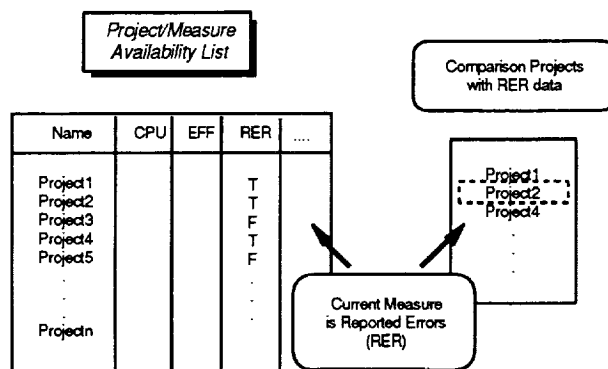 Project/Measure
Availability List
Comparison Projects
with RER data
Name CPU EFF RER ....
Project1 T
Project2 T
Project3 F
Project4 T
Project5 F
.
.
.
Projectn
Project1
Project2
Project4
.
.
.
.
Current Measure
is Reported Errors
(RER)